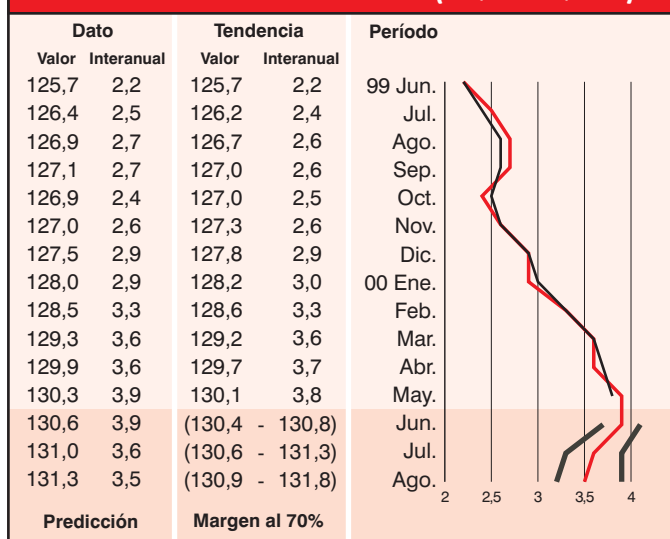 Dato Tendencia Período
Valor Interanual Valor Interanual
125,7 2,2 125,7 2,2 99 Jun.
126,4 2,5 126,2 2,4 Jul.
126,9 2,7 126,7 2,6 Ago.
127,1 2,7 127,0 2,6 Sep.
126,9 2,4 127,0 2,5 Oct.
127,0 2,6 127,3 2,6 Nov.
127,5 2,9 127,8 2,9 Dic.
128,0 2,9 128,2 3,0 00 Ene.
128,5 3,3 128,6 3,3 Feb.
129,3 3,6 129,2 3,6 Mar.
129,9 3,6 129,7 3,7 Abr.
130,3 3,9 130,1 3,8 May.
130,6 3,9 (130,4 - 130,8) Jun.
131,0 3,6 (130,6 - 131,3) Jul.
131,3 3,5 (130,9 - 131,8) Ago.
2 2,5 3 3,5 4
Predicción Margen al 70%